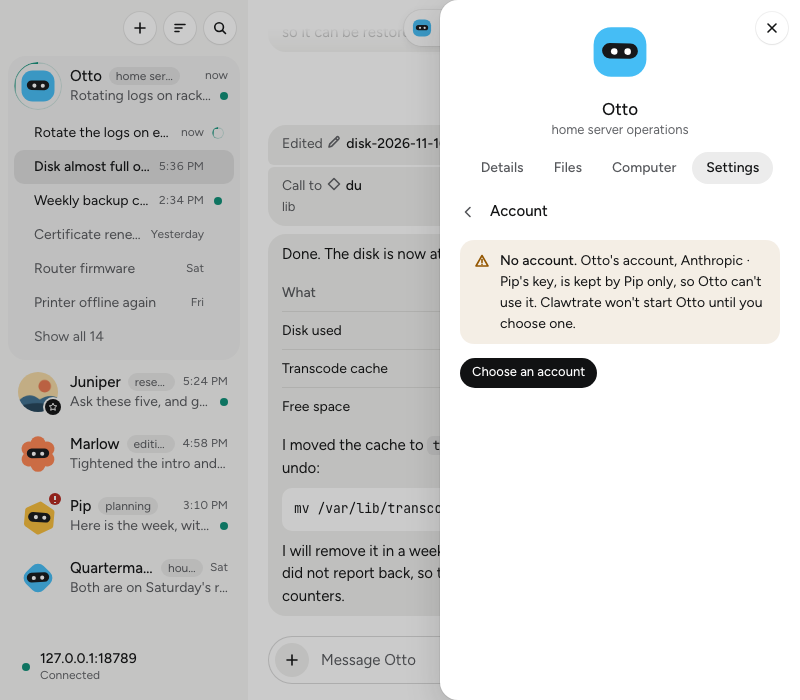 Otto home ser... now
Rotating logs on rack...
Rotate the logs on e... now
Disk almost full o... 5:36 PM
Weekly backup c... 2:34 PM
Certificate rene... Yesterday
Router firmware Sat
Printer offline again Fri
Show all 14
Juniper rese... 5:24 PM
Ask these five, and g...
Marlow editi... 4:58 PM
Tightened the intro and...
Pip planning 3:10 PM
Here is the week, wit...
Quarterma... hou... Sat
Both are on Saturday's r...
127.0.0.1:18789
Connected
so it can be restor
Edited disk-2026-11-1
Call to du
lib
Done. The disk is now at
What
Disk used
Transcode cache
Free space
I moved the cache to
undo:
mv /var/lib/transco
I will remove it in a week
did not report back, so t
counters.
Message Otto
Otto
home server operations
Details Files Computer Settings
Account
No account. Otto's account, Anthropic ·
Pip's key, is kept by Pip only, so Otto can't
use it. Clawtrate won't start Otto until you
choose one.
Choose an account